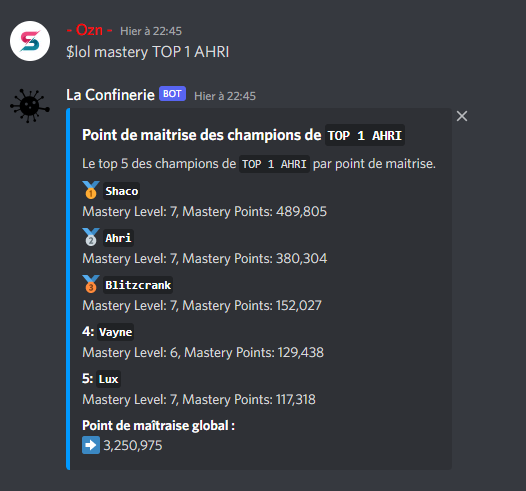 - Ozn - Hier à 22:45
$lol mastery TOP 1 AHRI
La Confinerie BOT Hier à 22:45
Point de maitrise des champions de TOP 1 AHRI
Le top 5 des champions de TOP 1 AHRI par point de maitrise.
🥇 Shaco
Mastery Level: 7, Mastery Points: 489,805
🥈 Ahri
Mastery Level: 7, Mastery Points: 380,304
🥉 Blitzcrank
Mastery Level: 7, Mastery Points: 152,027
4: Vayne
Mastery Level: 6, Mastery Points: 129,438
5: Lux
Mastery Level: 7, Mastery Points: 117,318
Point de maîtraise global :
➡ 3,250,975